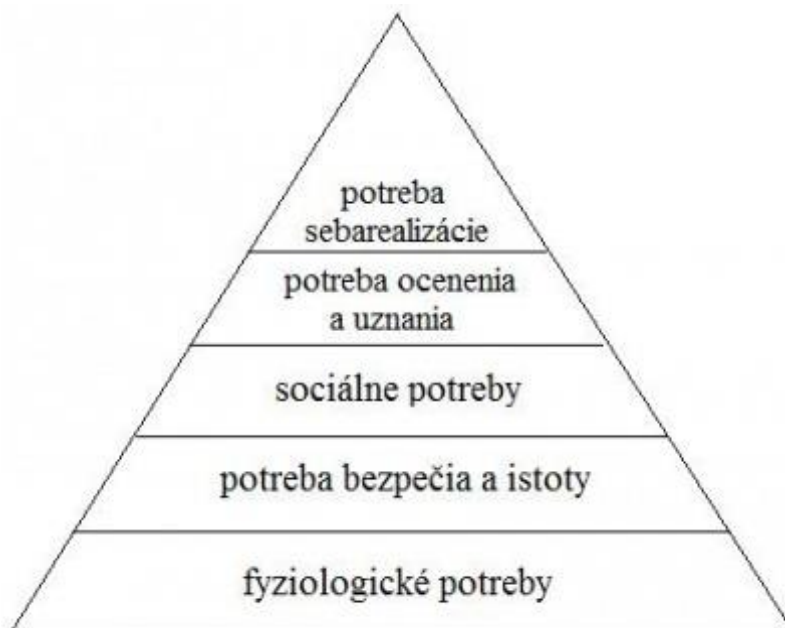 potreba
sebarealizácie
potreba ocenenia
a uznania
sociálne potreby
potreba bezpečia a istoty
fyziologické potreby